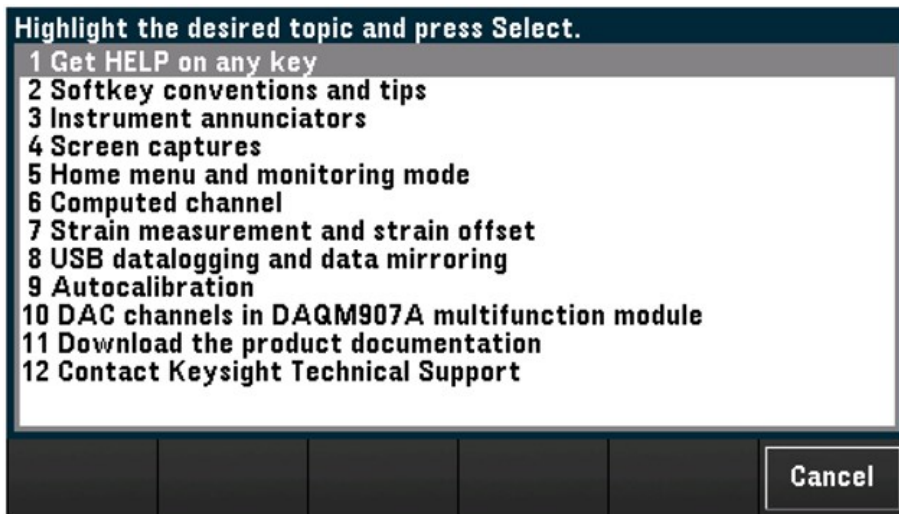 Highlight the desired topic and press Select.
1 Get HELP on any key
2 Softkey conventions and tips
3 Instrument annunciators
4 Screen captures
5 Home menu and monitoring mode
6 Computed channel
7 Strain measurement and strain offset
8 USB datalogging and data mirroring
9 Autocalibration
10 DAC channels in DAQM907A multifunction module
11 Download the product documentation
12 Contact Keysight Technical Support
Cancel